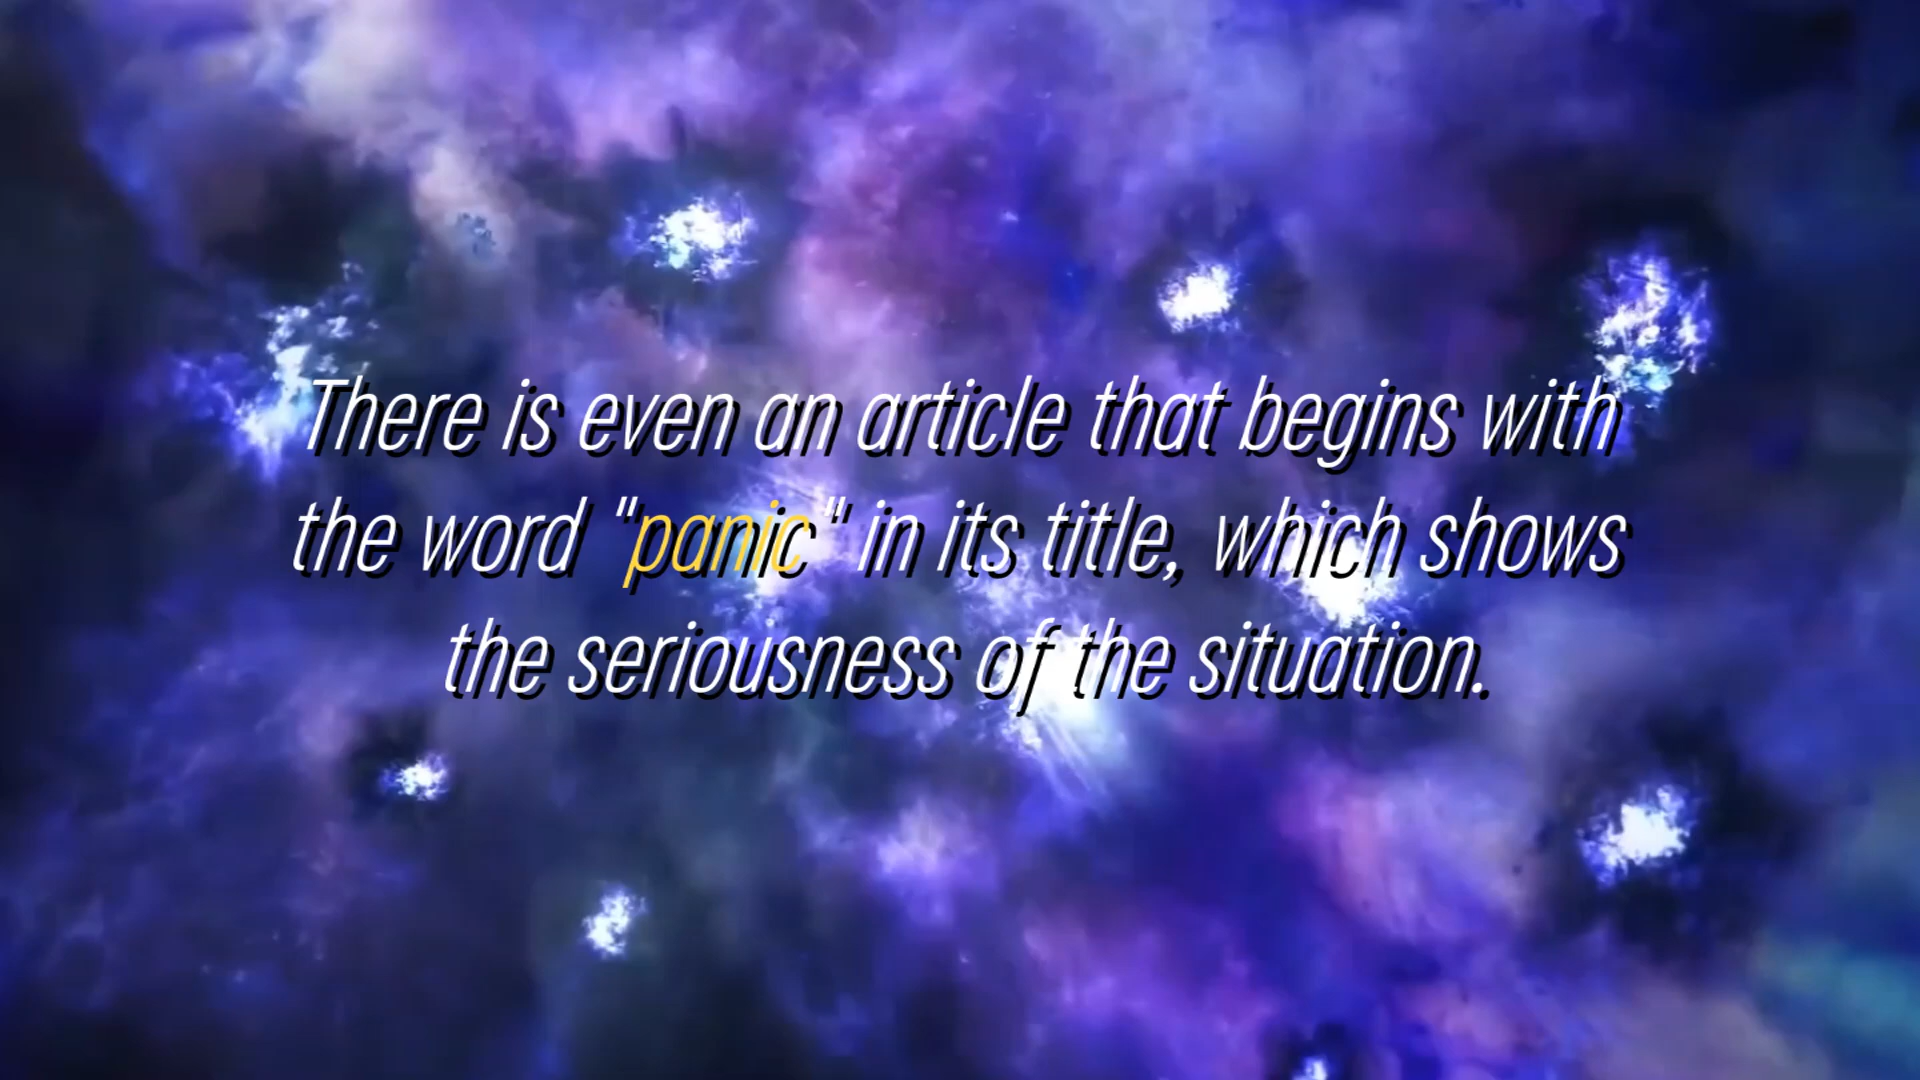 There is even an article that begins with
the word "panic" in its title, which shows
the seriousness of the situation.